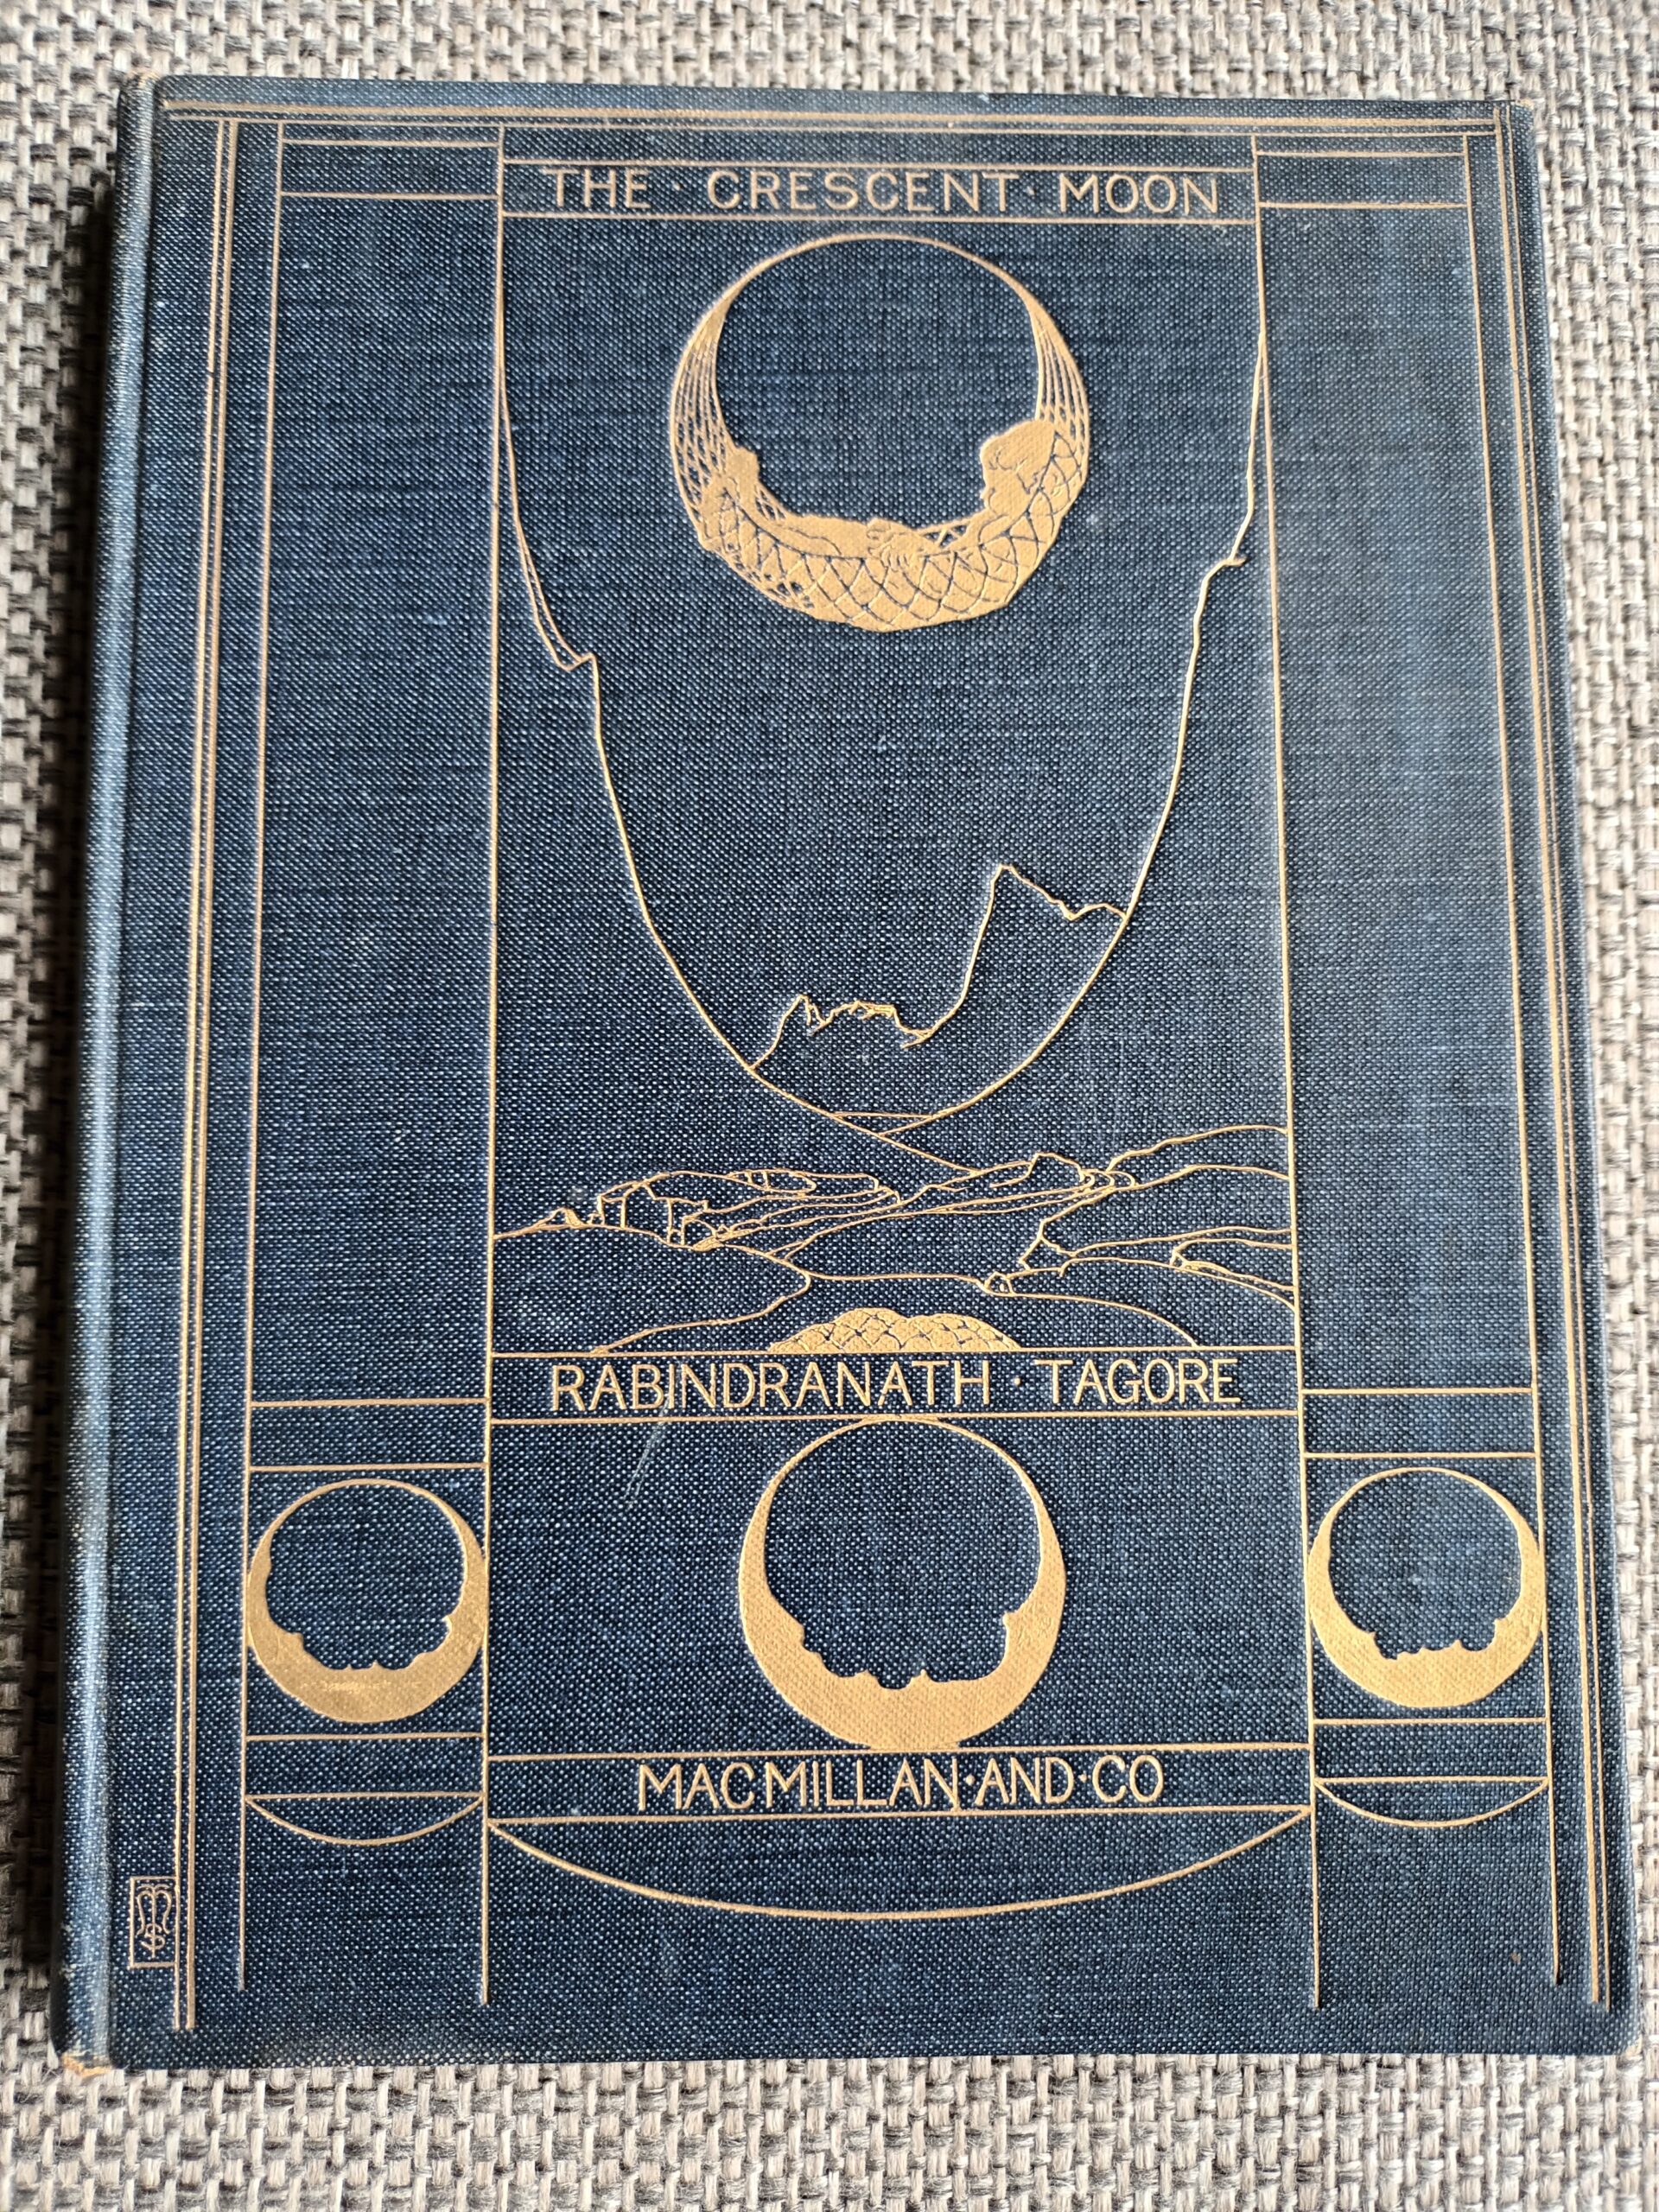 THE · CRESCENT · MOON
RABINDRANATH · TAGORE
MACMILLAN·AND·CO